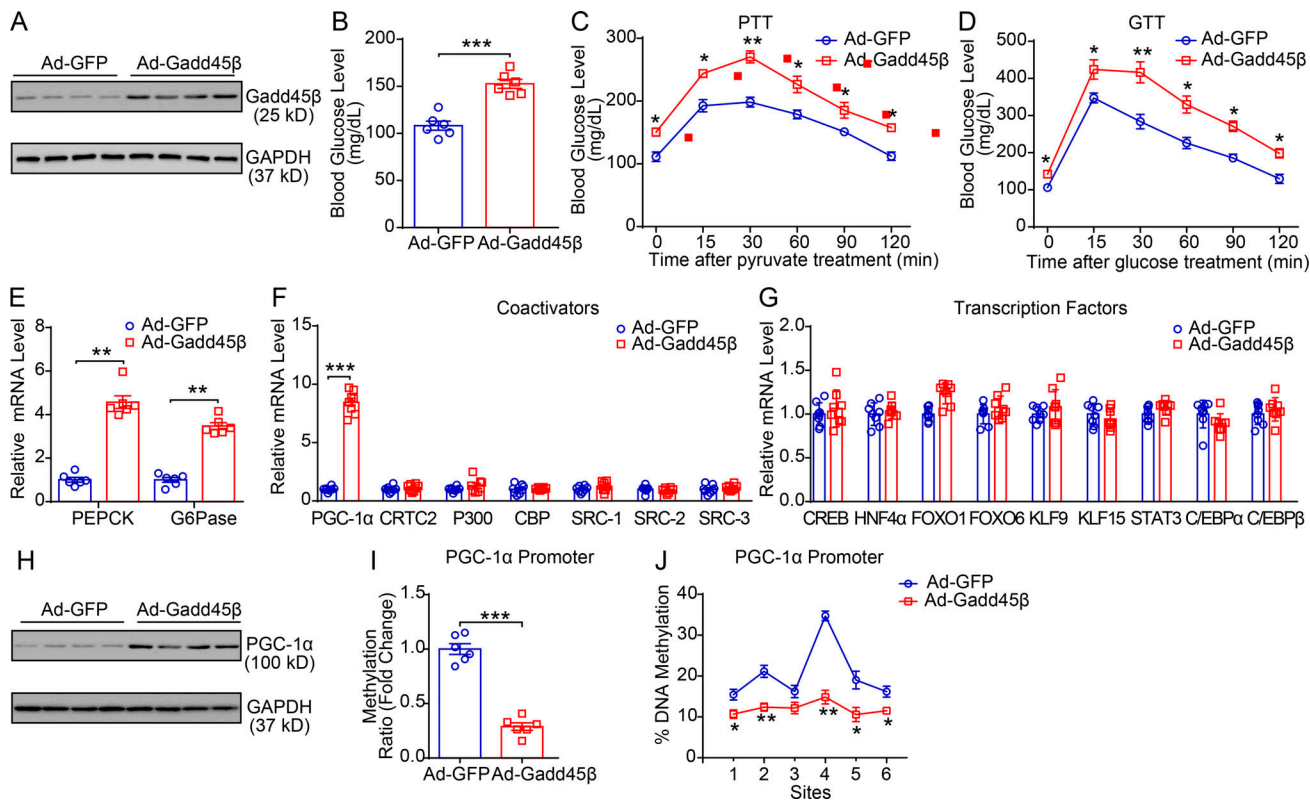 A
Ad-GFP Ad-Gadd45β
Gadd45β
(25 kD)
GAPDH
(37 kD)
B
Blood Glucose Level
(mg/dL)
200
150
100
50
0
***
Ad-GFP Ad-Gadd45β
C
PTT
Ad-GFP
Ad-Gadd45β
Blood Glucose Level
(mg/dL)
300
200
100
0
* * ** * * *
0 15 30 60 90 120
Time after pyruvate treatment (min)
D
GTT
Ad-GFP
Ad-Gadd45β
Blood Glucose Level
(mg/dL)
500
400
300
200
100
0
* * ** * * *
0 15 30 60 90 120
Time after glucose treatment (min)
E
Ad-GFP
Ad-Gadd45β
Relative mRNA Level
8
6
4
2
0
** **
PEPCK G6Pase
F
Coactivators
Ad-GFP
Ad-Gadd45β
Relative mRNA Level
15
10
5
0
***
PGC-1α CRTC2 P300 CBP SRC-1 SRC-2 SRC-3
G
Transcription Factors
Ad-GFP
Ad-Gadd45β
Relative mRNA Level
2.0
1.5
1.0
0.5
0.0
CREB HNF4α FOXO1 FOXO6 KLF9 KLF15 STAT3 C/EBPα C/EBPβ
H
Ad-GFP Ad-Gadd45β
PGC-1α
(100 kD)
GAPDH
(37 kD)
I
PGC-1α Promoter
Methylation
Ratio (Fold Change)
1.5
1.0
0.5
0.0
***
Ad-GFP Ad-Gadd45β
J
PGC-1α Promoter
Ad-GFP
Ad-Gadd45β
% DNA Methylation
40
30
20
10
0
* ** ** * *
1 2 3 4 5 6
Sites